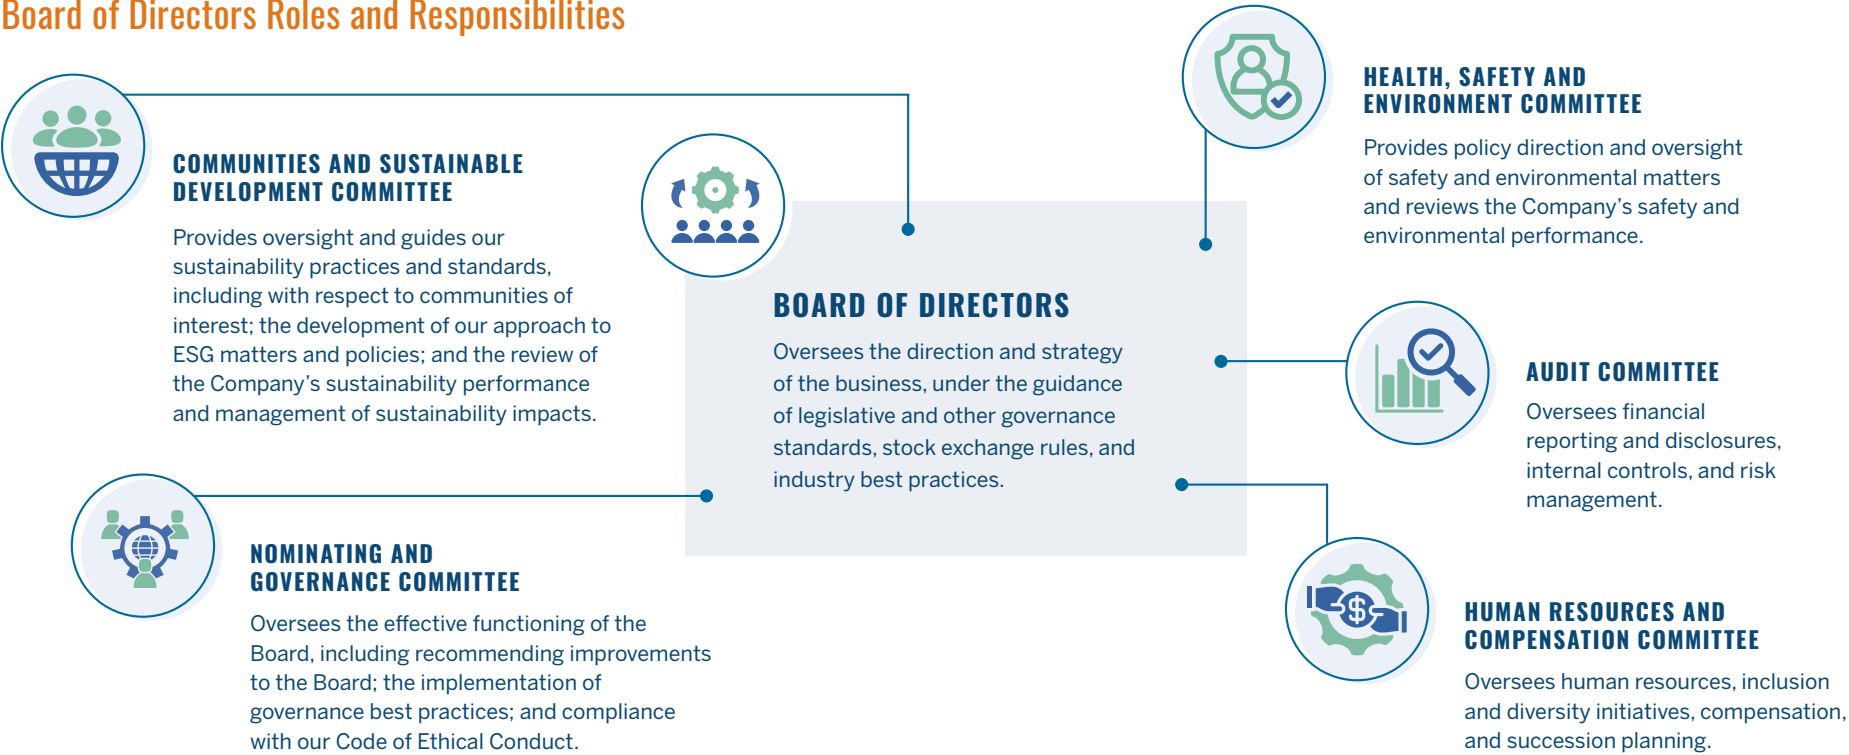 Board of Directors Roles and Responsibilities
COMMUNITIES AND SUSTAINABLE
DEVELOPMENT COMMITTEE
Provides oversight and guides our
sustainability practices and standards,
including with respect to communities of
interest; the development of our approach to
ESG matters and policies; and the review of
the Company’s sustainability performance
and management of sustainability impacts.
NOMINATING AND
GOVERNANCE COMMITTEE
Oversees the effective functioning of the
Board, including recommending improvements
to the Board; the implementation of
governance best practices; and compliance
with our Code of Ethical Conduct.
BOARD OF DIRECTORS
Oversees the direction and strategy
of the business, under the guidance
of legislative and other governance
standards, stock exchange rules, and
industry best practices.
HEALTH, SAFETY AND
ENVIRONMENT COMMITTEE
Provides policy direction and oversight
of safety and environmental matters
and reviews the Company’s safety and
environmental performance.
AUDIT COMMITTEE
Oversees financial
reporting and disclosures,
internal controls, and risk
management.
$
HUMAN RESOURCES AND
COMPENSATION COMMITTEE
Oversees human resources, inclusion
and diversity initiatives, compensation,
and succession planning.